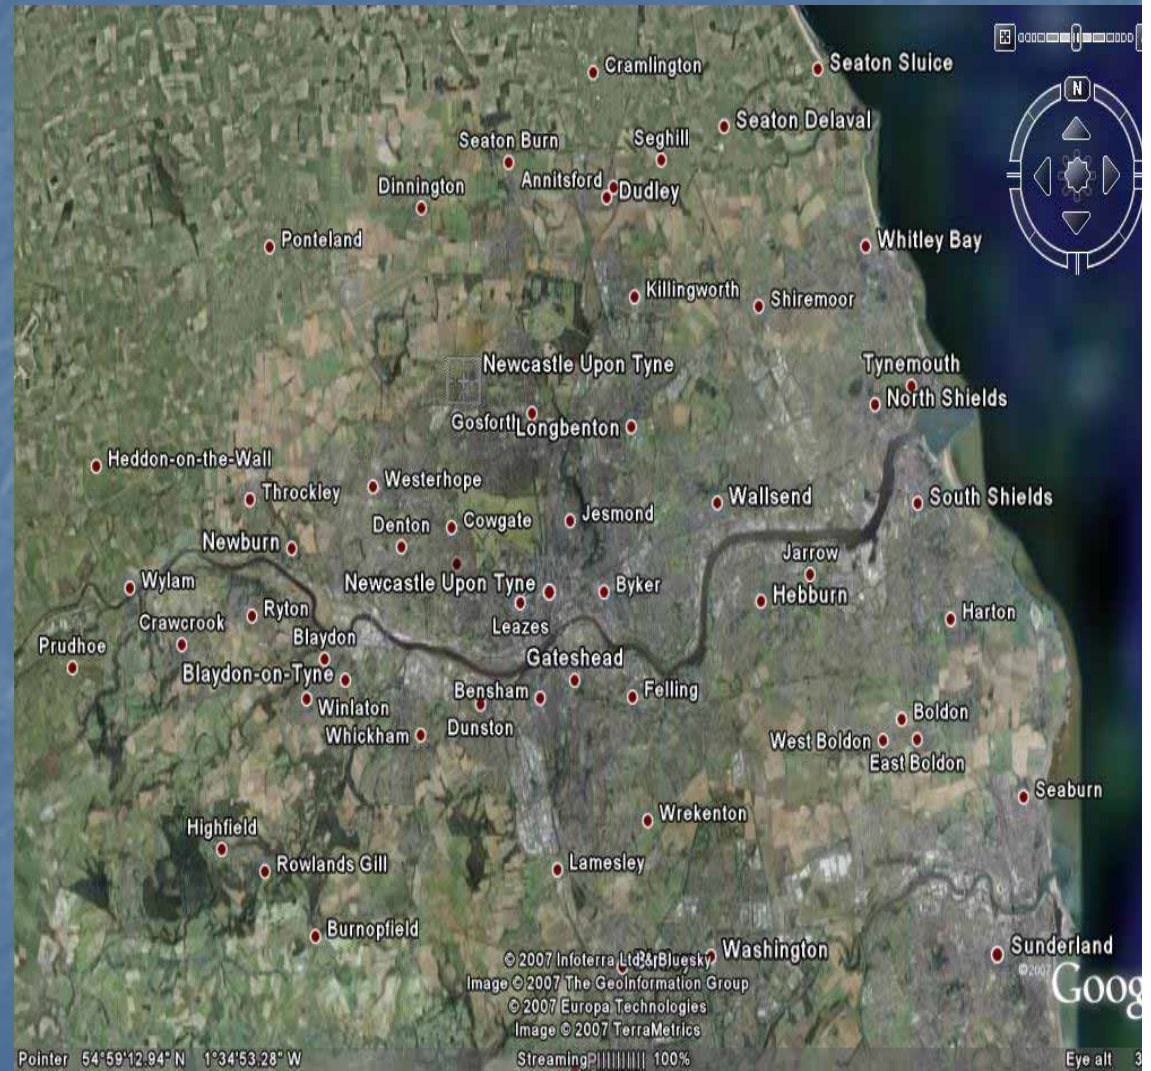 Cramlington
Seaton Sluice
N
Seaton Delaval
Seaton Burn
Seghill
Annitsford
Dudley
Dinnington
Ponteland
Whitley Bay
Killingworth
Shiremoor
Newcastle Upon Tyne
Tynemouth
North Shields
Gosforth
Longbenton
Heddon-on-the-Wall
Westerhope
Throckley
Wallsend
South Shields
Denton
Cowgate
Jesmond
Newburn
Jarrow
Wylam
Newcastle Upon Tyne
Byker
Hebburn
Ryton
Harton
Crawcrook
Leazes
Blaydon
Prudhoe
Gateshead
Blaydon-on-Tyne
Bensham
Felling
Winlaton
Dunston
Boldon
Whickham
West Boldon
East Boldon
Seaburn
Wrekenton
Highfield
Rowlands Gill
Lamesley
Burnopfield
Washington
Sunderland
© 2007 Infoterra Ltd & Bluesky
Image © 2007 The GeoInformation Group
© 2007 Europa Technologies
Image © 2007 TerraMetrics
©2007
Goog
Pointer 54°59'12.94" N 1°34'53.28" W Streaming 100% Eye alt 3